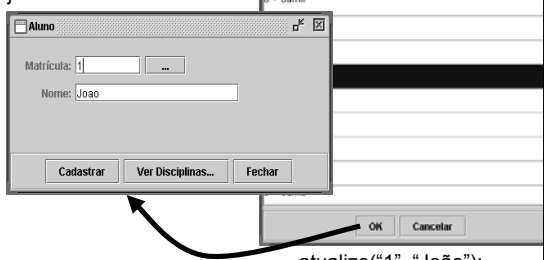 Aluno
Matrícula: 1 ...
Nome: Joao
Cadastrar Ver Disciplinas... Fechar
OK Cancelar
atualize("1", "João");